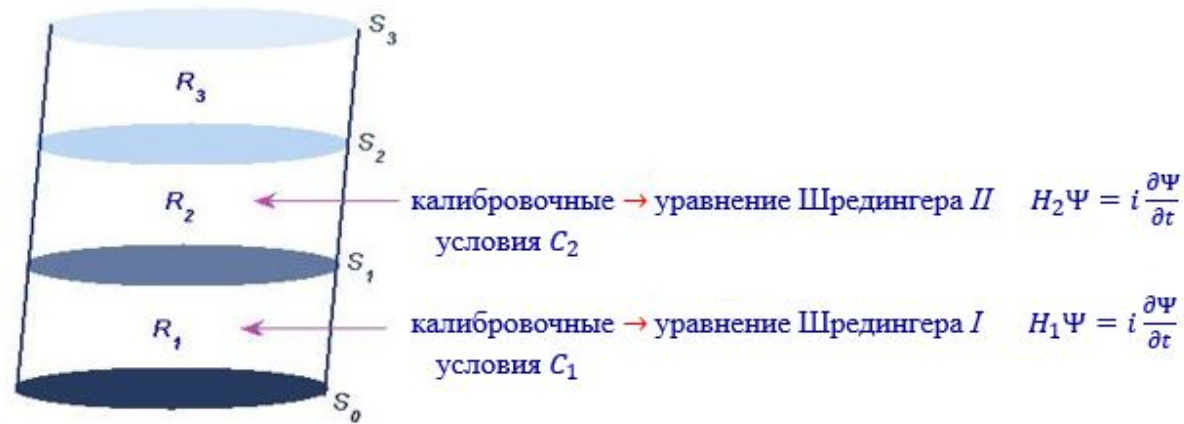 S₃
R₃
S₂
R₂
калибровочные → уравнение Шредингера II H₂Ψ = i ∂Ψ/∂t
условия C₂
S₁
R₁
калибровочные → уравнение Шредингера I H₁Ψ = i ∂Ψ/∂t
условия C₁
S₀